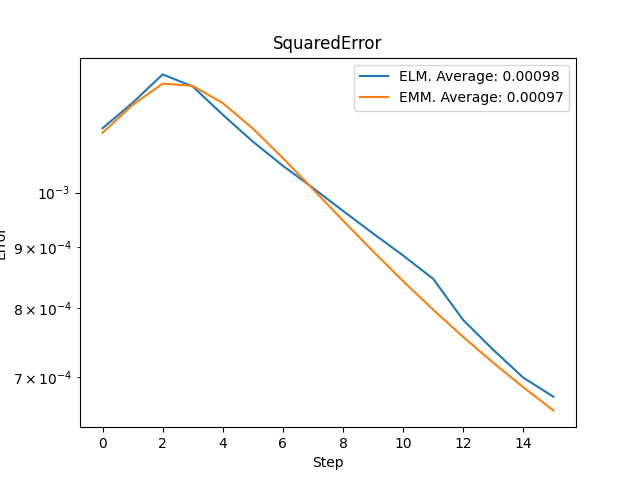 SquaredError
ELM. Average: 0.00098
EMM. Average: 0.00097
Error
10⁻³
9 × 10⁻⁴
8 × 10⁻⁴
7 × 10⁻⁴
0 2 4 6 8 10 12 14
Step